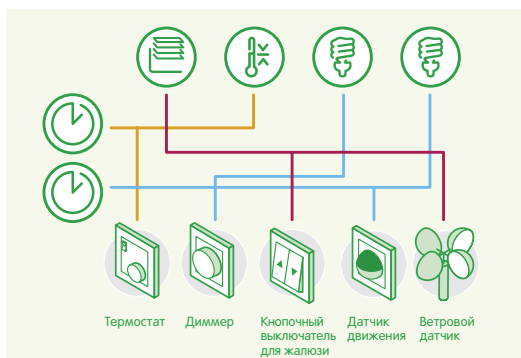 Термостат
Диммер
Кнопочный
выключатель
для жалюзи
Датчик
движения
Ветровой
датчик